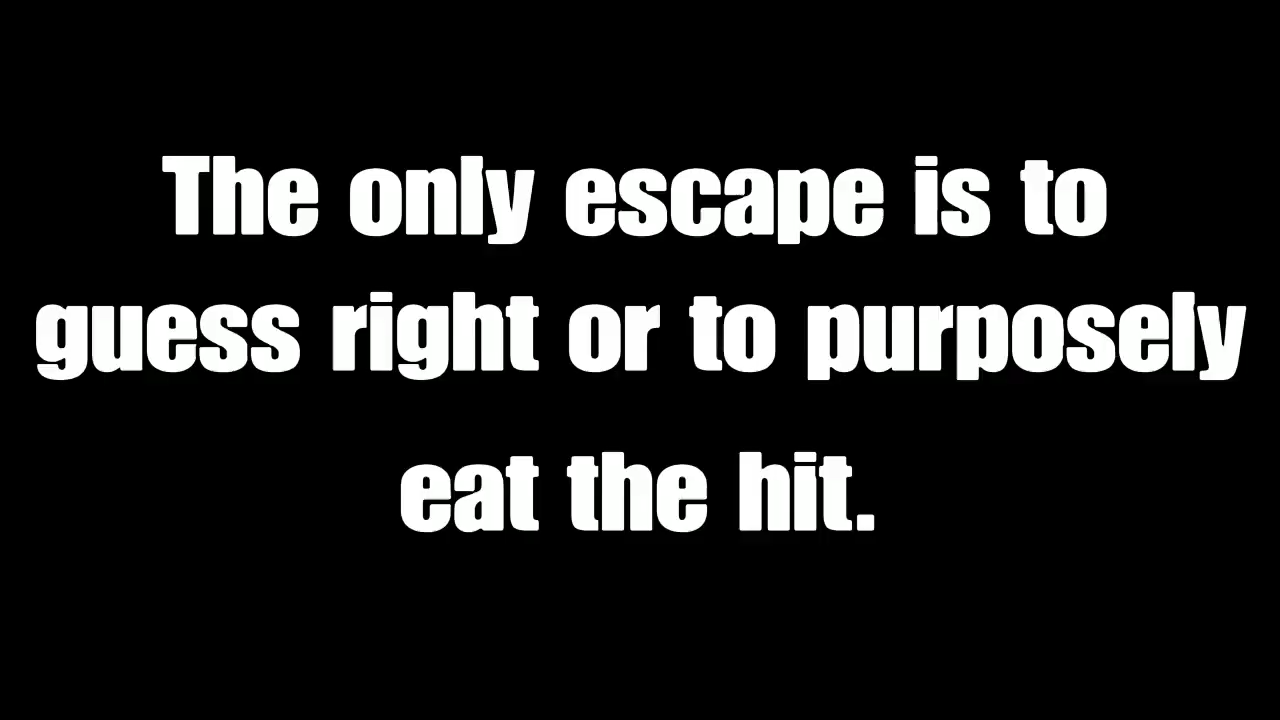 The only escape is to
guess right or to purposely
eat the hit.